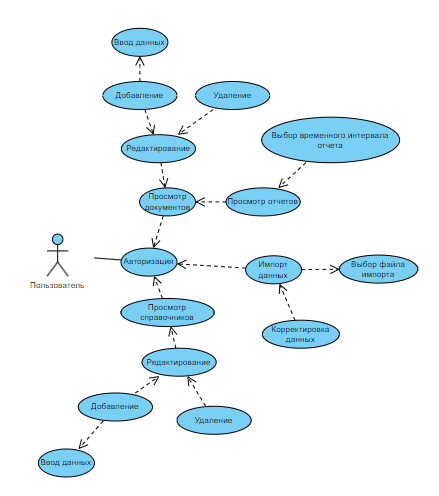 Ввод данных
Добавление
Удаление
Редактирование
Выбор временного интервала
отчета
Просмотр
документов
Просмотр отчетов
Пользователь
Авторизация
Импорт
данных
Выбор файла
импорта
Просмотр
справочников
Корректировка
данных
Редактирование
Добавление
Удаление
Ввод данных